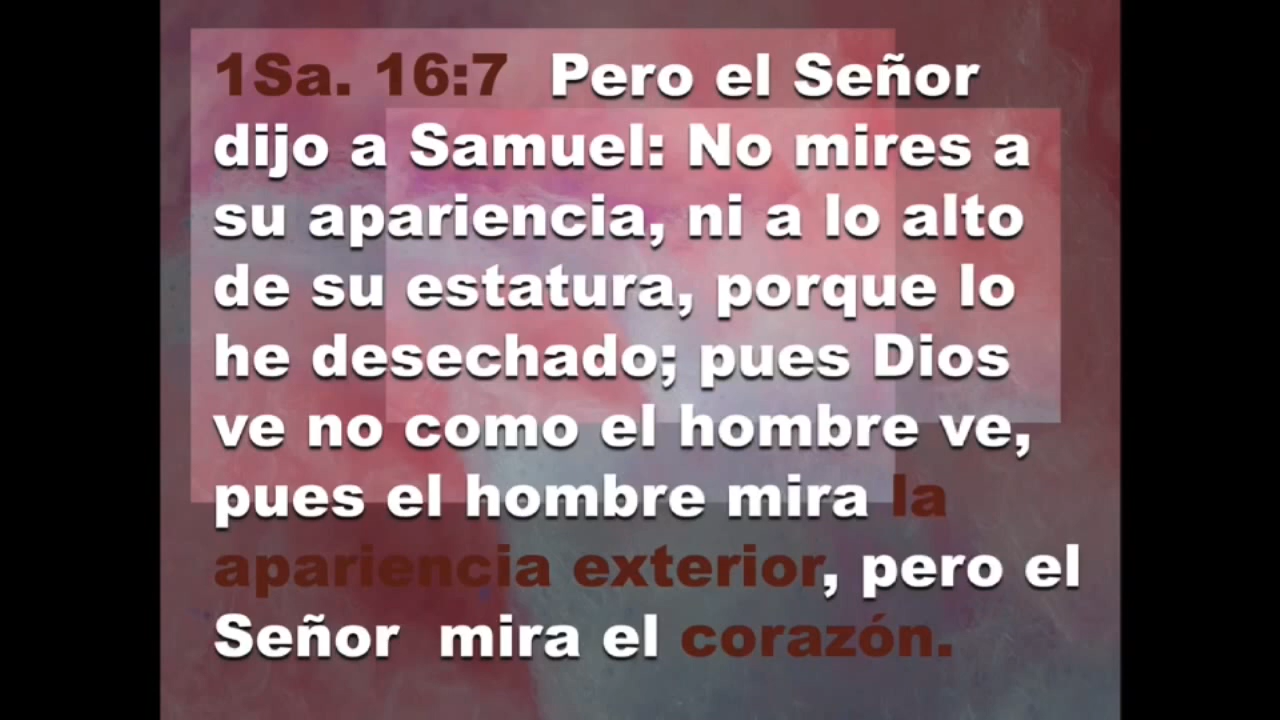 1Sa. 16:7  Pero el Señor
dijo a Samuel: No mires a
su apariencia, ni a lo alto
de su estatura, porque lo
he desechado; pues Dios
ve no como el hombre ve,
pues el hombre mira la
apariencia exterior, pero el
Señor  mira el corazón.